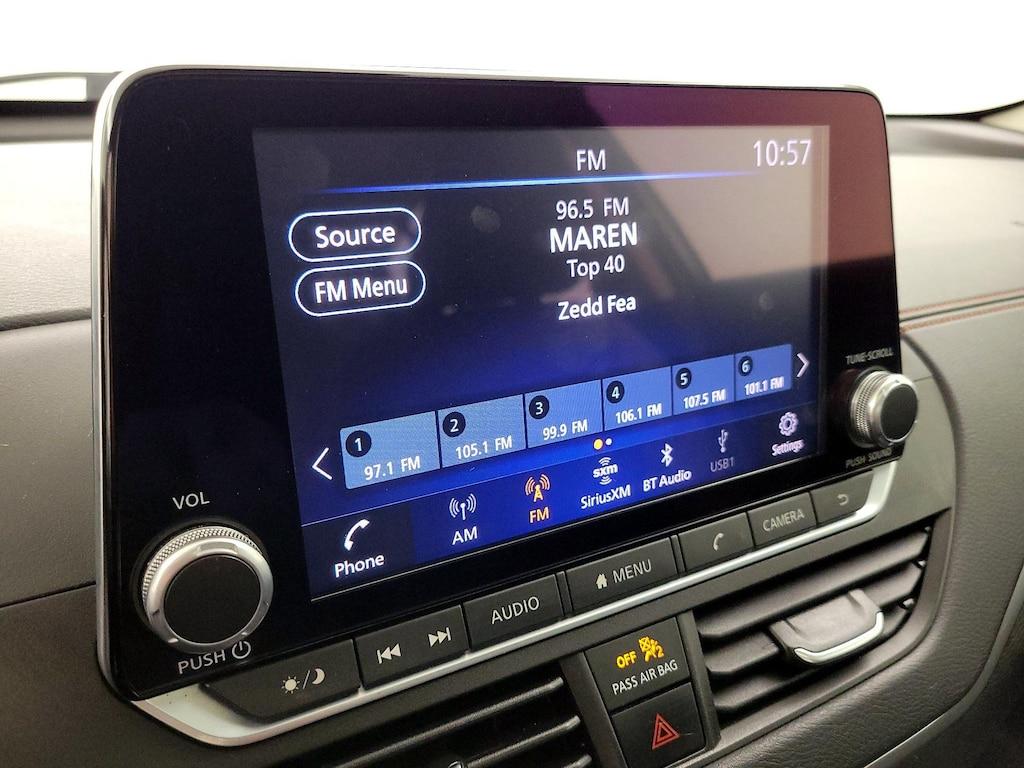 FM
10:57
96.5 FM
Source
MAREN
Top 40
FM Menu
Zedd Fea
TUNE·SCROLL
1
97.1 FM
2
105.1 FM
3
99.9 FM
4
106.1 FM
5
107.5 FM
6
101.1 FM
PUSH·SOUND
Phone
AM
FM
sxm
SiriusXM
BT Audio
USB1
Settings
VOL
PUSH
AUDIO
MENU
CAMERA
OFF 2
PASS AIR BAG